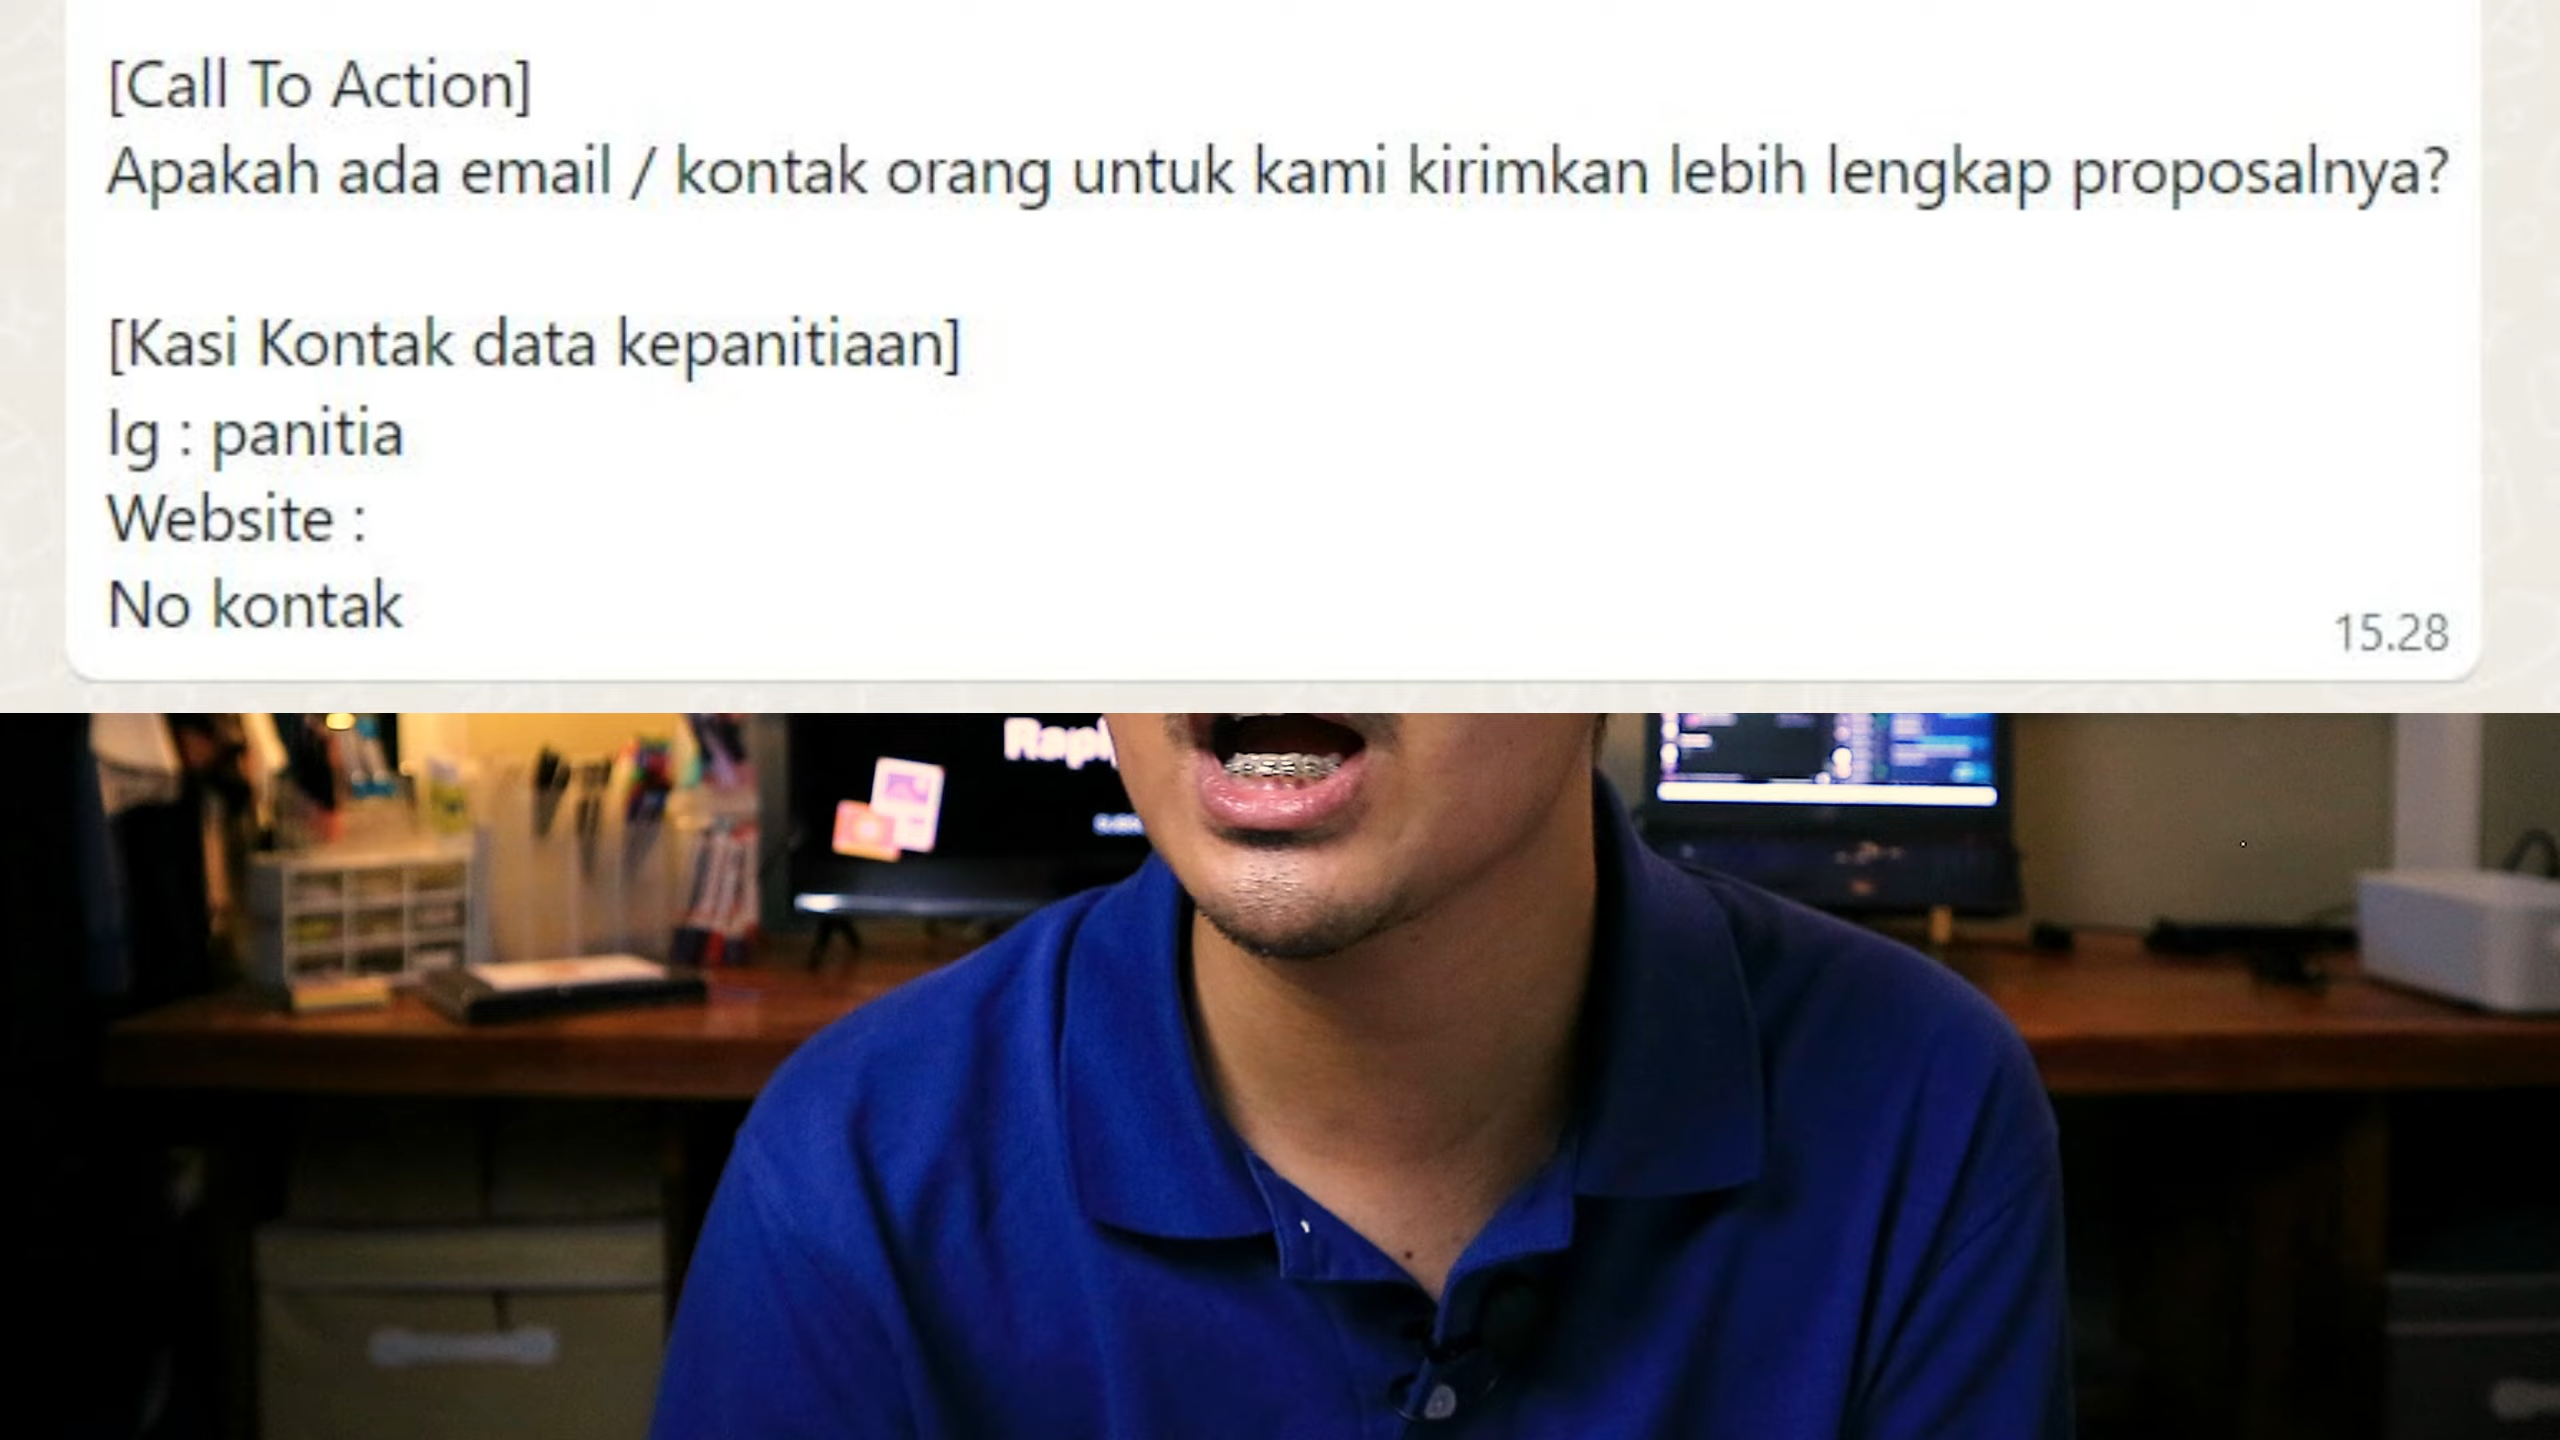 [Call To Action]
Apakah ada email / kontak orang untuk kami kirimkan lebih lengkap proposalnya?
[Kasi Kontak data kepanitiaan]
Ig : panitia
Website :
No kontak
15.28